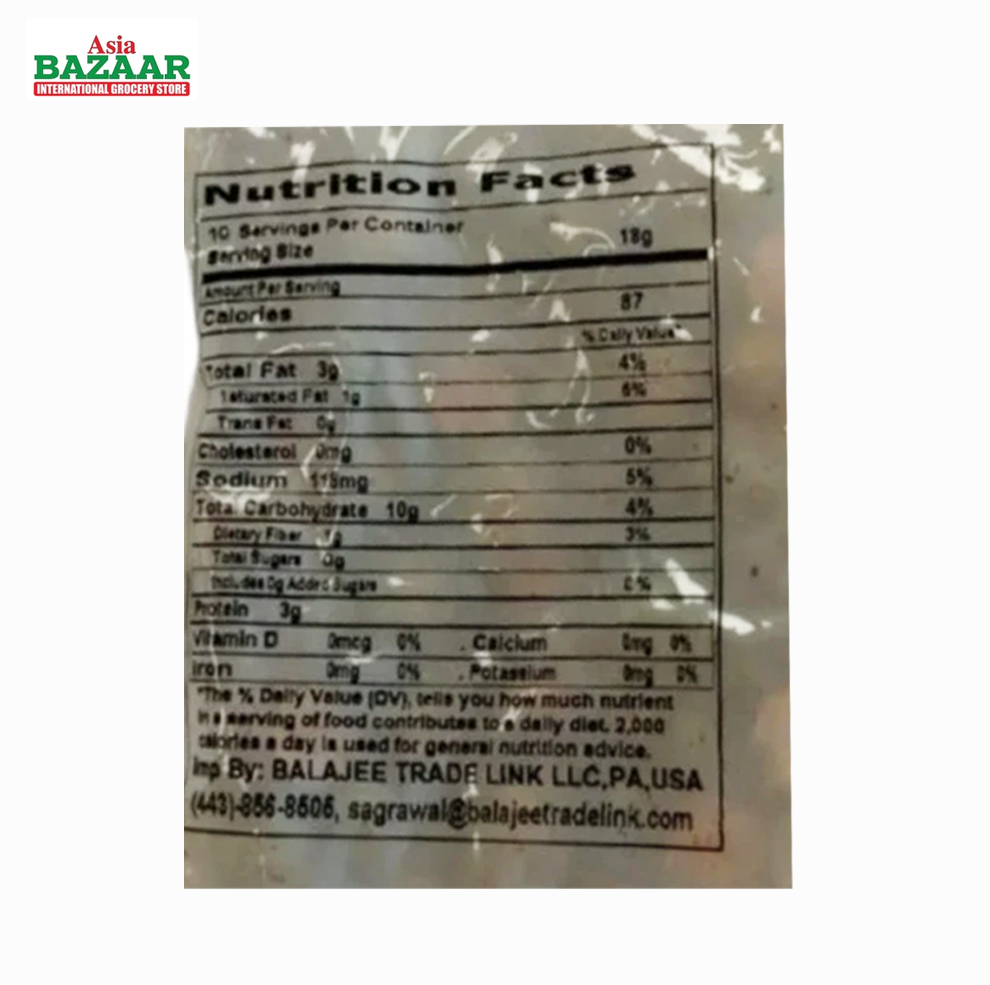 Asia
BAZAAR
INTERNATIONAL GROCERY STORE
Nutrition Facts
10 Servings Per Container
Serving Size 18g
Amount Per Serving
Calories 87
% Daily Value*
Total Fat 3g 4%
Saturated Fat 1g 6%
Trans Fat 0g
Cholesterol 0mg 0%
Sodium 118mg 5%
Total Carbohydrate 10g 4%
Dietary Fiber 1g 3%
Total Sugars 0g
Includes 0g Added Sugars 0%
Protein 3g
Vitamin D 0mcg 0% . Calcium 0mg 0%
Iron 0mg 0% . Potassium 0mg 0%
*The % Daily Value (DV), tells you how much nutrient
in a serving of food contributes to a daily diet. 2,000
calories a day is used for general nutrition advice.
Imp By: BALAJEE TRADE LINK LLC,PA,USA
(443)-856-8505, sagrawal@balajeetradelink.com